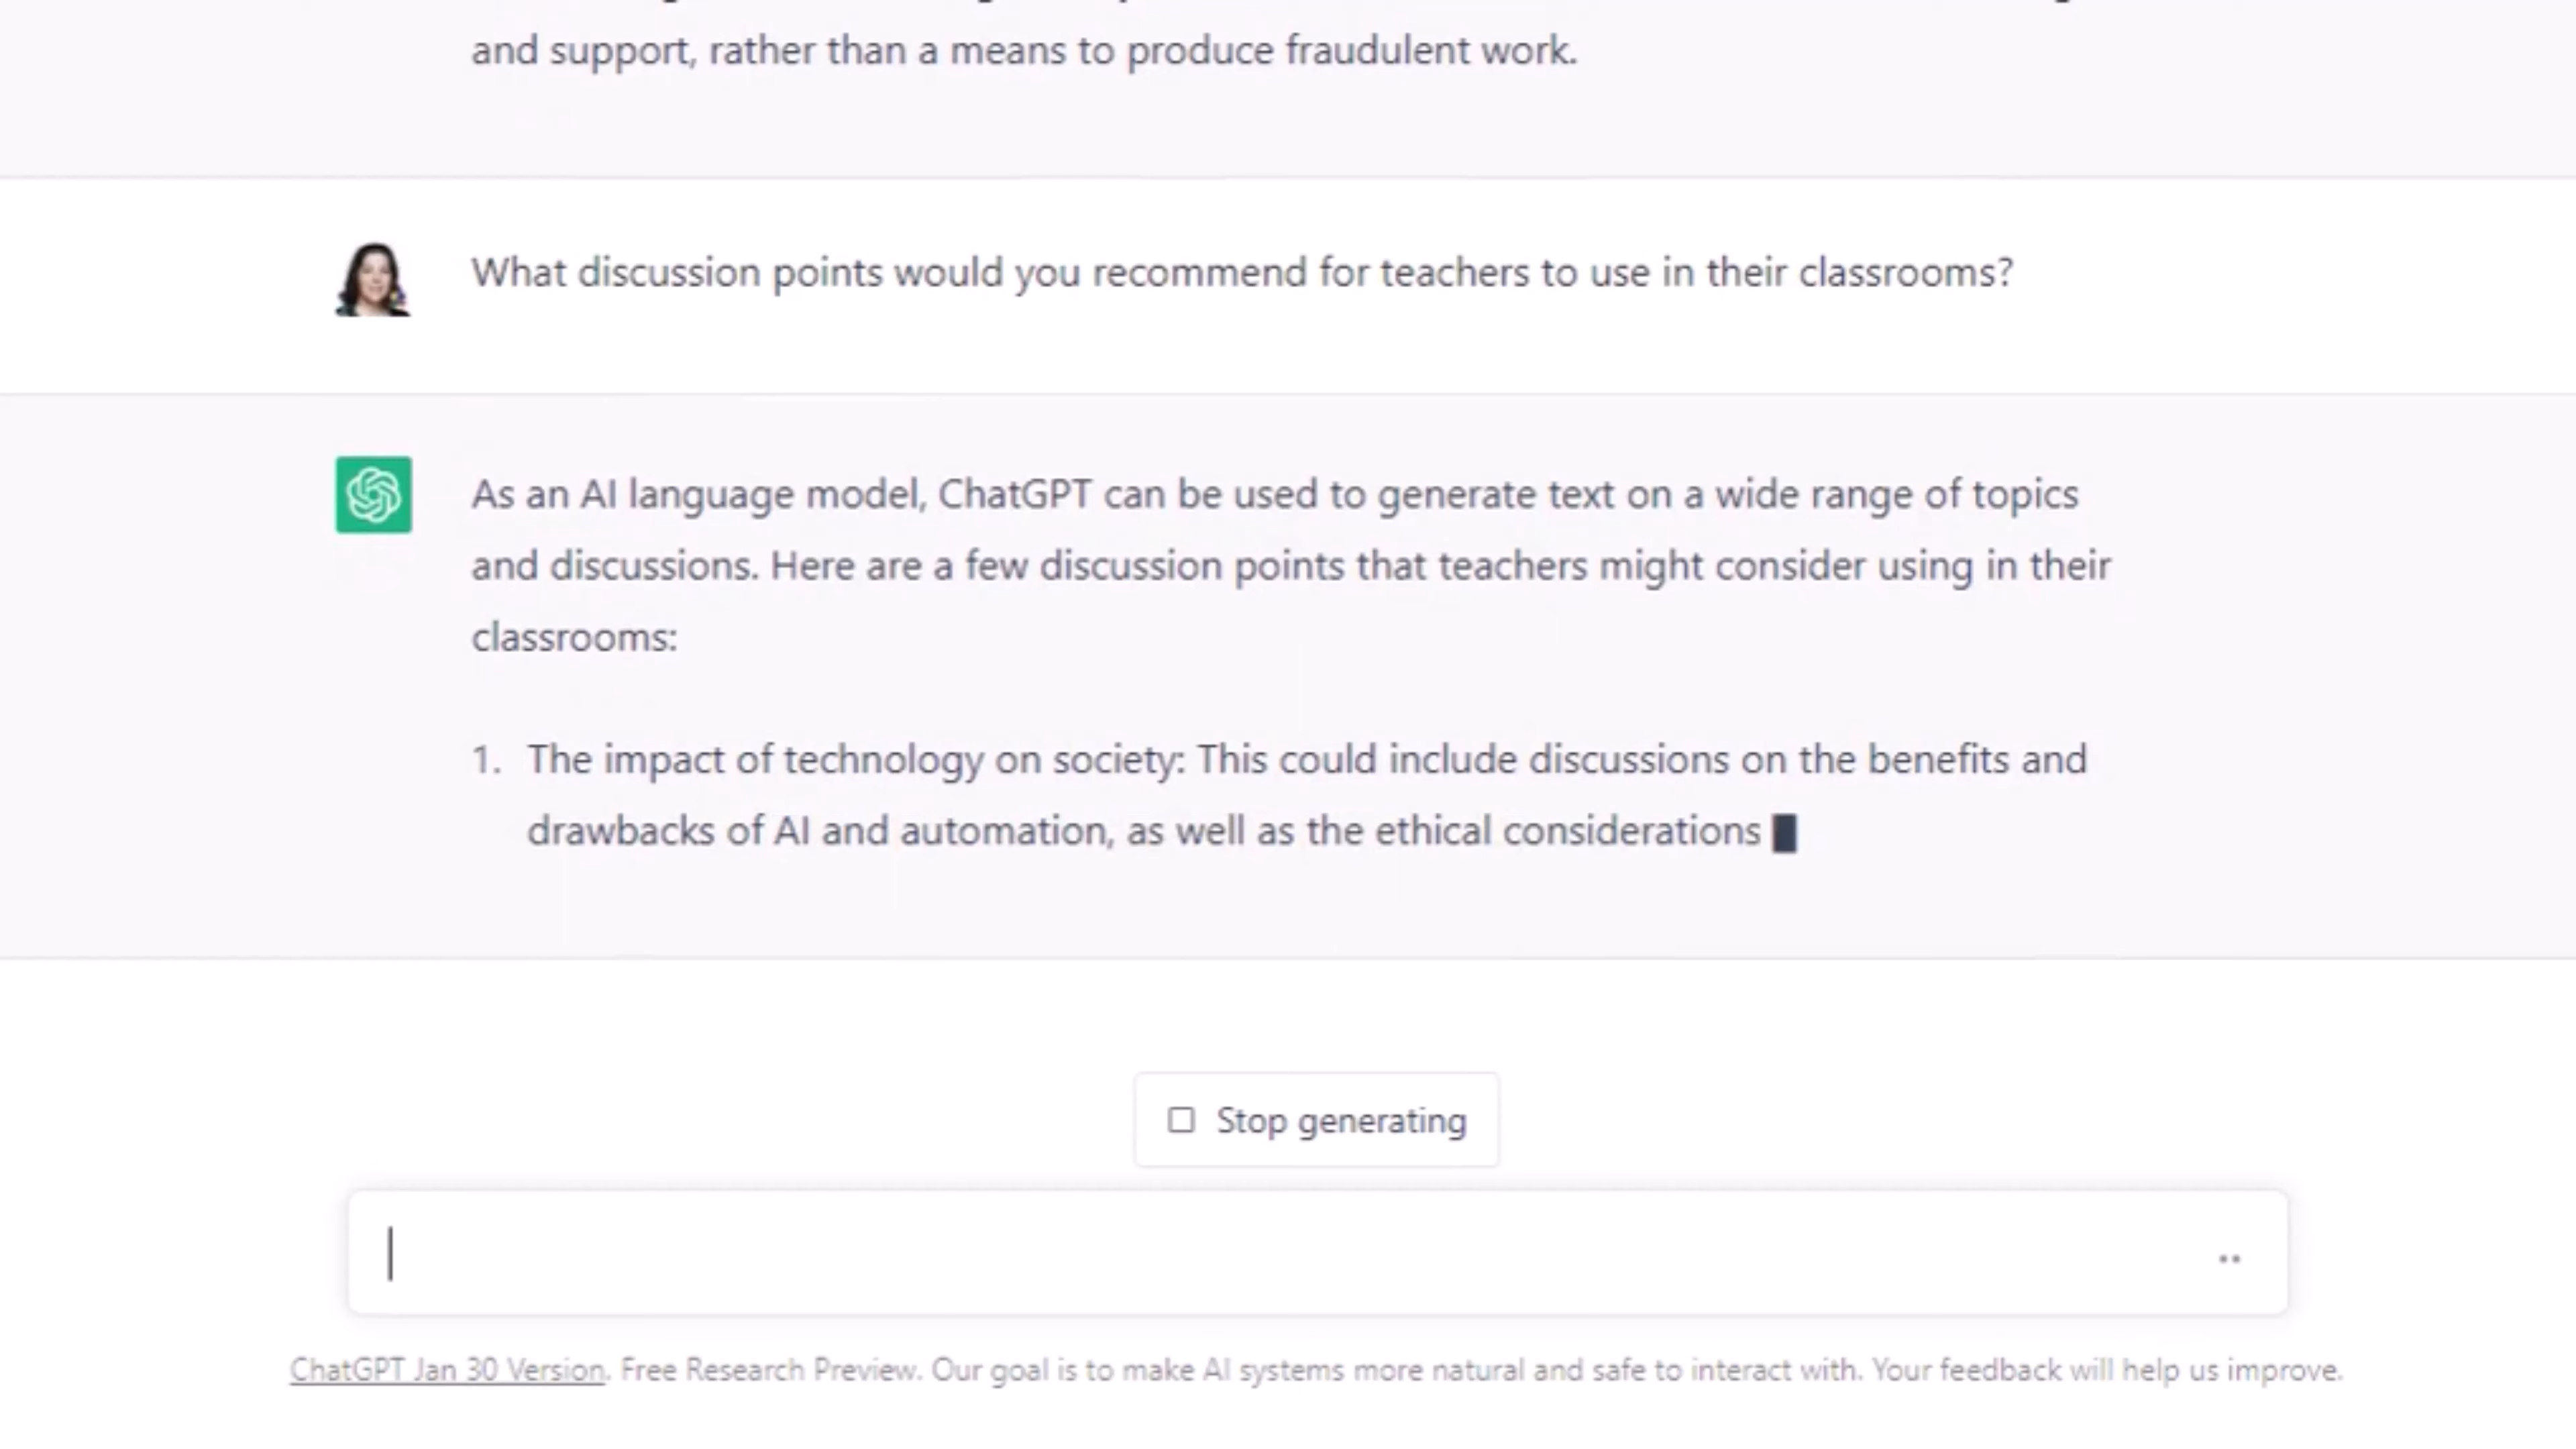 and support, rather than a means to produce fraudulent work.
What discussion points would you recommend for teachers to use in their classrooms?
As an AI language model, ChatGPT can be used to generate text on a wide range of topics
and discussions. Here are a few discussion points that teachers might consider using in their
classrooms:
1. The impact of technology on society: This could include discussions on the benefits and
drawbacks of AI and automation, as well as the ethical considerations
Stop generating
ChatGPT Jan 30 Version. Free Research Preview. Our goal is to make AI systems more natural and safe to interact with. Your feedback will help us improve.